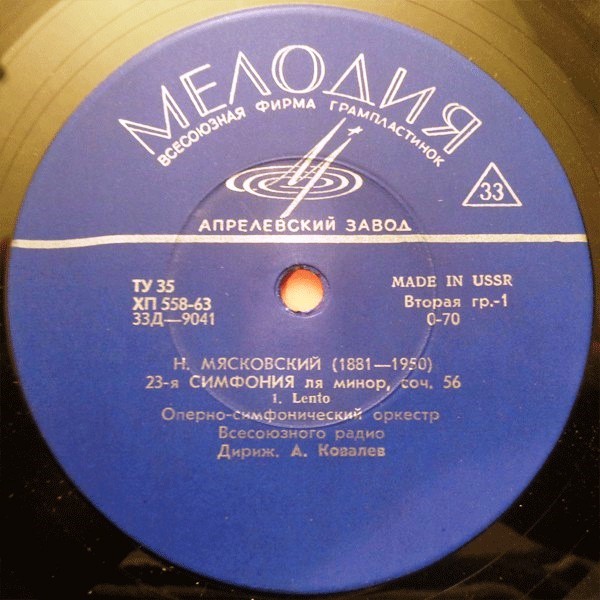 МЕЛОДИЯ
ВСЕСОЮЗНАЯ ФИРМА ГРАМПЛАСТИНОК
33
АПРЕЛЕВСКИЙ ЗАВОД
ТУ 35
ХП 558-63
33Д—9041
MADE IN USSR
Вторая гр.-1
0-70
Н. МЯСКОВСКИЙ (1881—1950)
23-я СИМФОНИЯ ля минор, соч. 56
1. Lento
Оперно-симфонический оркестр
Всесоюзного радио
Дириж. А. Ковалев